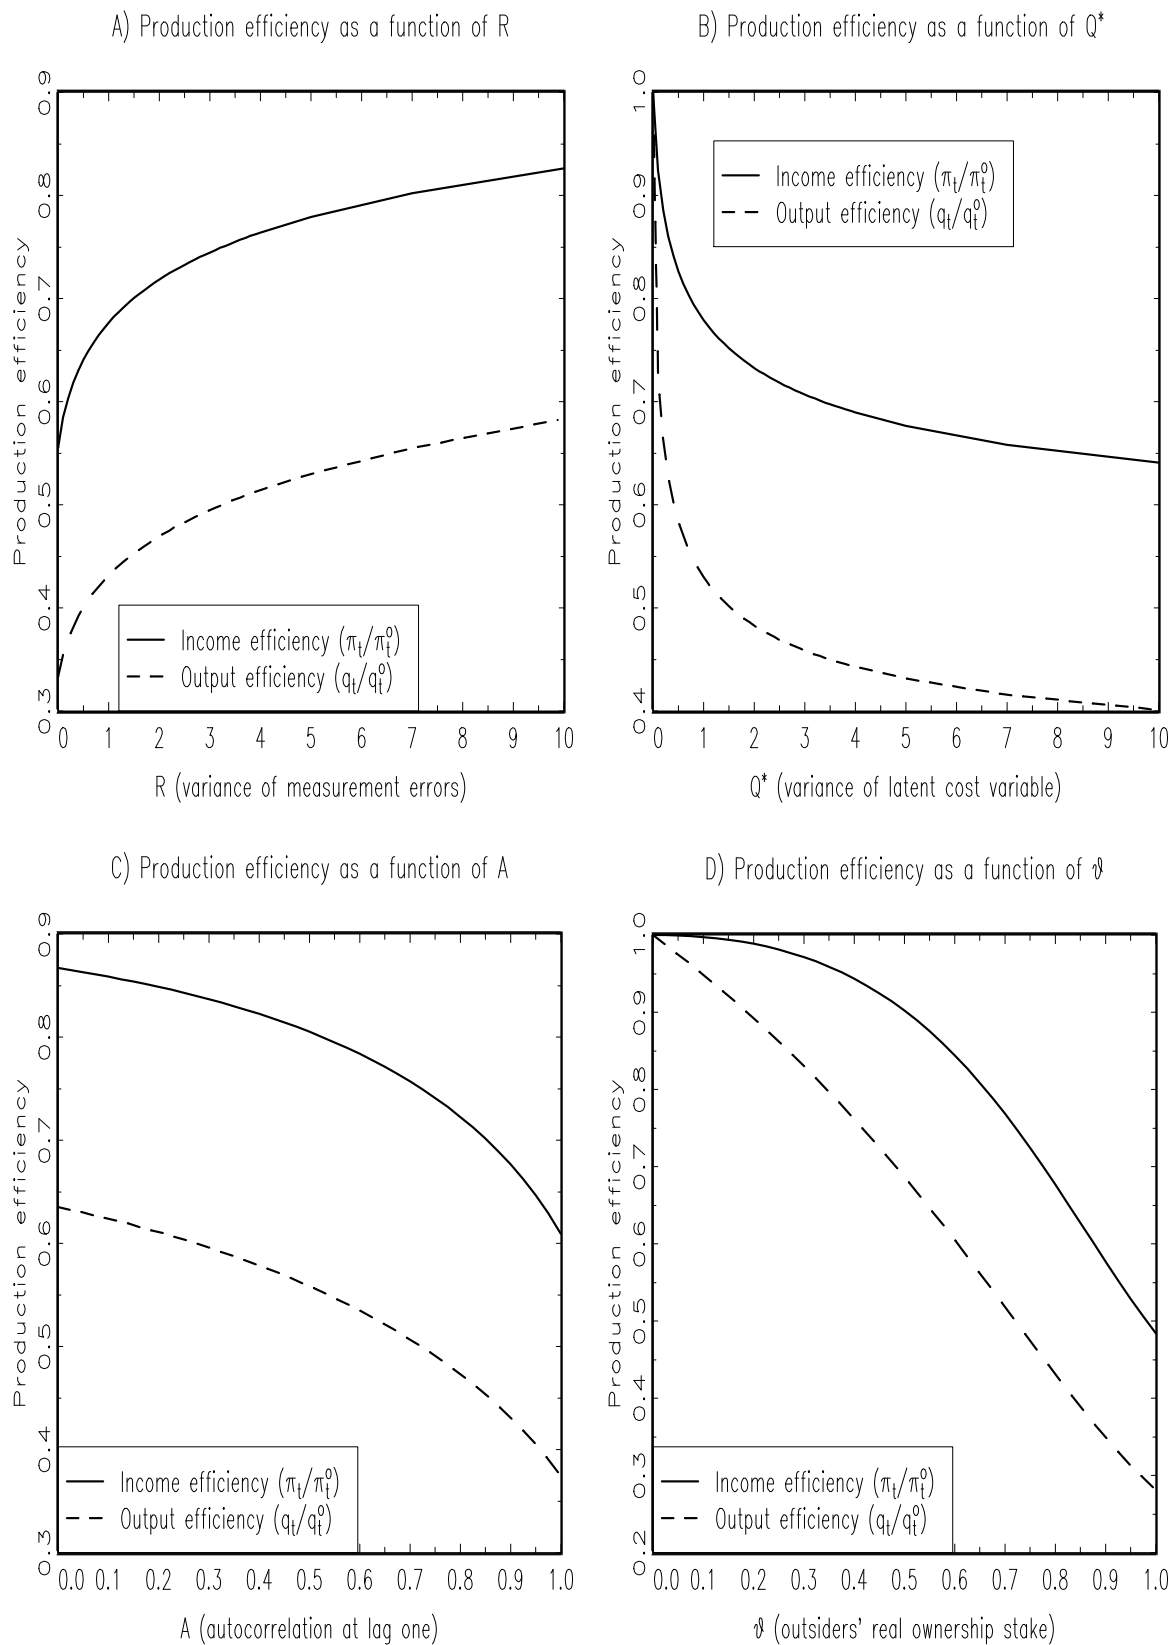 A) Production efficiency as a function of R
0.9
0.8
0.7
0.6
0.5
0.4
0.3
Production efficiency
Income efficiency (π_t/π_t^o)
Output efficiency (q_t/q_t^o)
0 1 2 3 4 5 6 7 8 9 10
R (variance of measurement errors)
B) Production efficiency as a function of Q*
1.0
0.9
0.8
0.7
0.6
0.5
0.4
Production efficiency
Income efficiency (π_t/π_t^o)
Output efficiency (q_t/q_t^o)
0 1 2 3 4 5 6 7 8 9 10
Q* (variance of latent cost variable)
C) Production efficiency as a function of A
0.9
0.8
0.7
0.6
0.5
0.4
0.3
Production efficiency
Income efficiency (π_t/π_t^o)
Output efficiency (q_t/q_t^o)
0.0 0.1 0.2 0.3 0.4 0.5 0.6 0.7 0.8 0.9 1.0
A (autocorrelation at lag one)
D) Production efficiency as a function of ϑ
1.0
0.9
0.8
0.7
0.6
0.5
0.4
0.3
0.2
Production efficiency
Income efficiency (π_t/π_t^o)
Output efficiency (q_t/q_t^o)
0.0 0.1 0.2 0.3 0.4 0.5 0.6 0.7 0.8 0.9 1.0
ϑ (outsiders' real ownership stake)